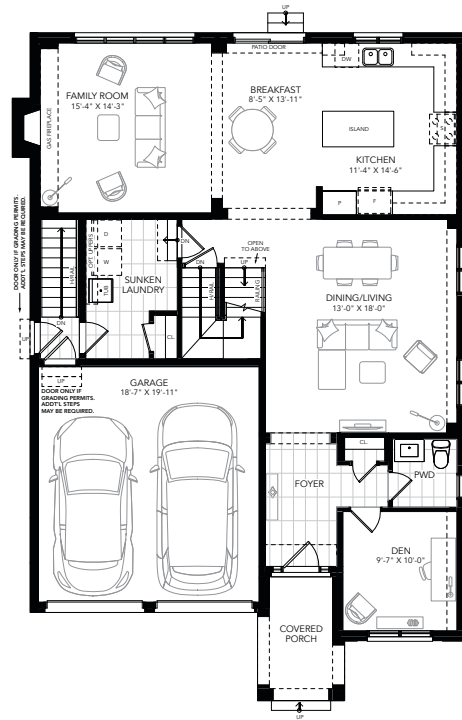 UP
PATIO DOOR
DW
FAMILY ROOM
15'-4" X 14'-3"
BREAKFAST
8'-5" X 13'-11"
GAS FIREPLACE
ISLAND
KITCHEN
11'-4" X 14'-6"
P
F
DOOR ONLY IF GRADING PERMITS.
ADDT'L STEPS MAY BE REQUIRED.
OPT. UPPERS
D
W
TUB
H/RAIL
DN
SUNKEN
LAUNDRY
DN
CL
DN
H/RAIL
OPEN
TO ABOVE
UP
RAILING
DINING/LIVING
13'-0" X 18'-0"
UP
UP
DOOR ONLY IF
GRADING PERMITS.
ADDT'L STEPS
MAY BE REQUIRED.
GARAGE
18'-7" X 19'-11"
CL
PWD
FOYER
DEN
9'-7" X 10'-0"
COVERED
PORCH
UP